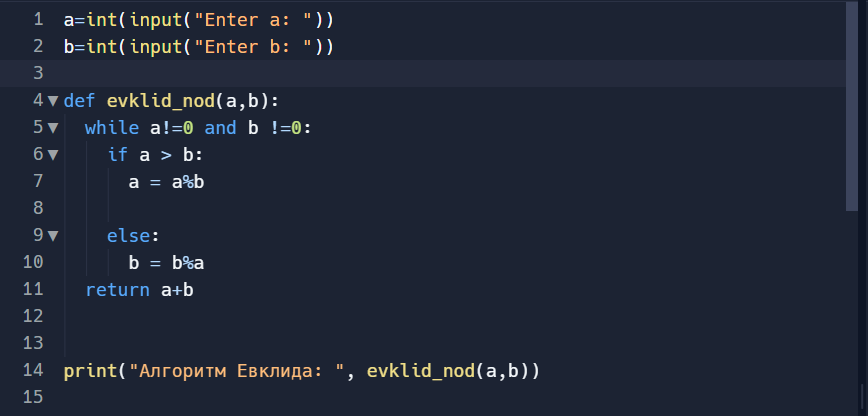 1 a=int(input("Enter a: "))
2 b=int(input("Enter b: "))
3
4 def evklid_nod(a,b):
5 while a!=0 and b !=0:
6 if a > b:
7 a = a%b
8
9 else:
10 b = b%a
11 return a+b
12
13
14 print("Алгоритм Евклида: ", evklid_nod(a,b))
15